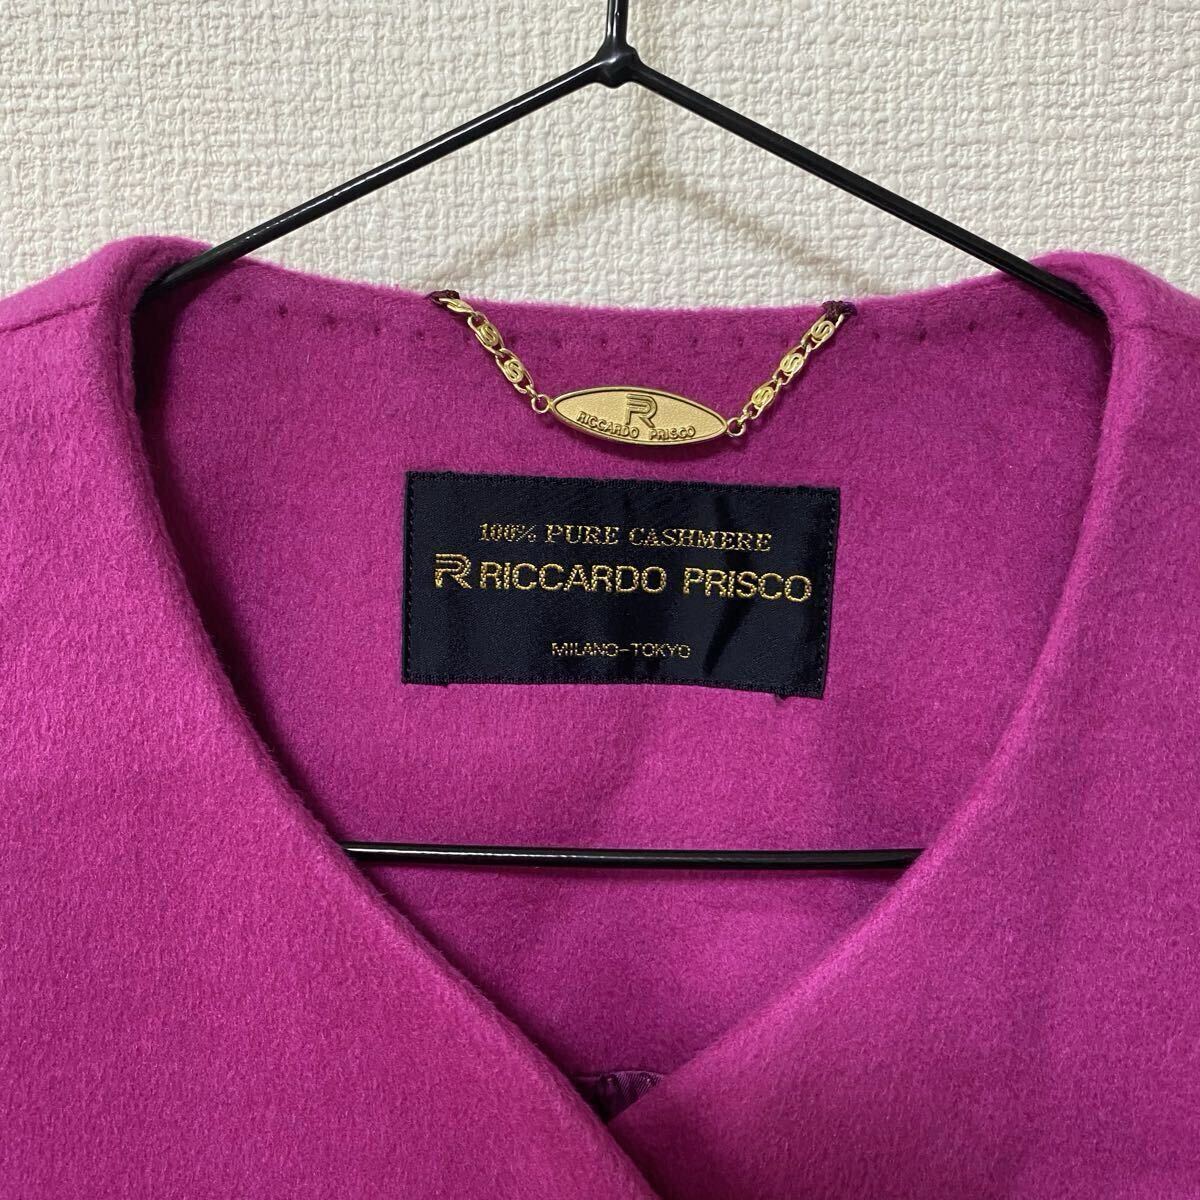 R
RICCARDO PRISCO
100% PURE CASHMERE
R RICCARDO PRISCO
MILANO-TOKYO